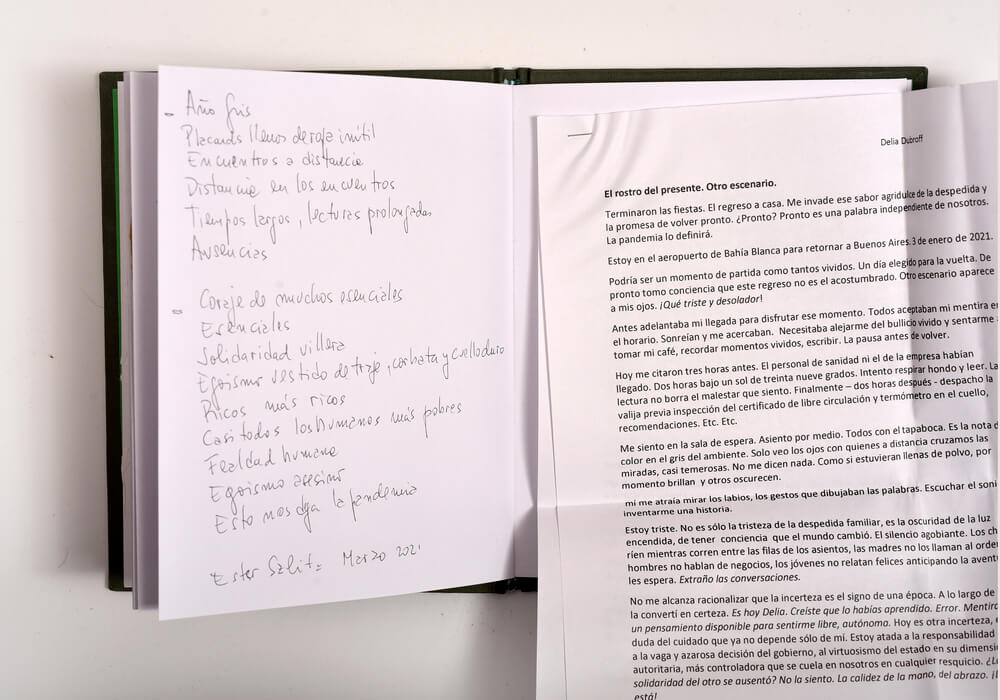 - Año Gris
Placards llenos de ropa inútil
Encuentros a distancia
Distancia en los encuentros
Tiempos largos, lecturas prolongadas
Ausencias
- Coraje de muchos esenciales
Esenciales
Solidaridad villera
Egoismo vestido de traje, corbata y cuello duro
Ricos más ricos
Casi todos los humanos más pobres
Fealdad humana
Egoismo asesino
Esto nos deja la pandemia
Ester Szlit= Marzo 2021
Delia Dubroff
El rostro del presente. Otro escenario.
Terminaron las fiestas. El regreso a casa. Me invade ese sabor agridulce de la despedida y
la promesa de volver pronto. ¿Pronto? Pronto es una palabra independiente de nosotros.
La pandemia lo definirá.
Estoy en el aeropuerto de Bahía Blanca para retornar a Buenos Aires. 3 de enero de 2021.
Podría ser un momento de partida como tantos vividos. Un día elegido para la vuelta. De
pronto tomo conciencia que este regreso no es el acostumbrado. Otro escenario aparece
a mis ojos. ¡Qué triste y desolador!
Antes adelantaba mi llegada para disfrutar ese momento. Todos aceptaban mi mentira en
el horario. Sonreían y me acercaban. Necesitaba alejarme del bullicio vivido y sentarme a
tomar mi café, recordar momentos vividos, escribir. La pausa antes de volver.
Hoy me citaron tres horas antes. El personal de sanidad ni el de la empresa habían
llegado. Dos horas bajo un sol de treinta nueve grados. Intento respirar hondo y leer. La
lectura no borra el malestar que siento. Finalmente – dos horas después - despacho la
valija previa inspección del certificado de libre circulación y termómetro en el cuello,
recomendaciones. Etc. Etc.
Me siento en la sala de espera. Asiento por medio. Todos con el tapaboca. Es la nota d
color en el gris del ambiente. Solo veo los ojos con quienes a distancia cruzamos las
miradas, casi temerosas. No me dicen nada. Como si estuvieran llenas de polvo, por
momento brillan y otros oscurecen.
mí me atraía mirar los labios, los gestos que dibujaban las palabras. Escuchar el soni
inventarme una historia.
Estoy triste. No es sólo la tristeza de la despedida familiar, es la oscuridad de la luz
encendida, de tener conciencia que el mundo cambió. El silencio agobiante. Los ch
ríen mientras corren entre las filas de los asientos, las madres no los llaman al orde
hombres no hablan de negocios, los jóvenes no relatan felices anticipando la avent
les espera. Extraño las conversaciones.
No me alcanza racionalizar que la incerteza es el signo de una época. A lo largo de
la convertí en certeza. Es hoy Delia. Creíste que lo habías aprendido. Error. Mentira
un pensamiento disponible para sentirme libre, autónoma. Hoy es otra incerteza,
duda del cuidado que ya no depende sólo de mí. Estoy atada a la responsabilidad
a la vaga y azarosa decisión del gobierno, al virtuosismo del estado en su dimensi
autoritaria, más controladora que se cuela en nosotros en cualquier resquicio. ¿L
solidaridad del otro se ausentó? No la siento. La calidez de la mano, del abrazo. ¡
está!